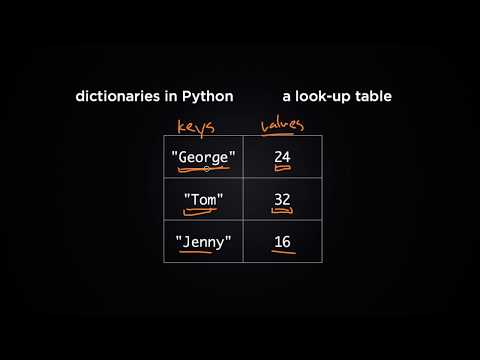 dictionaries in Python a look-up table
keys values
"George" 24
"Tom" 32
"Jenny" 16